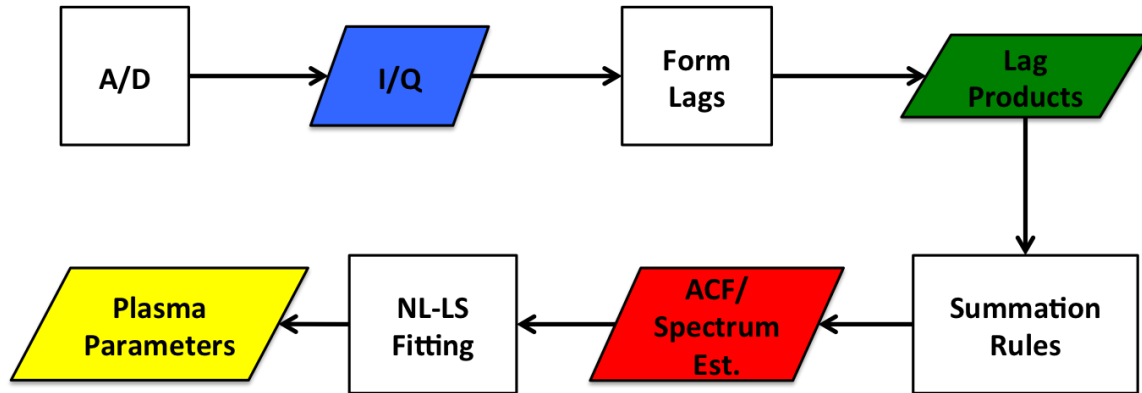 A/D
I/Q
Form
Lags
Lag
Products
Summation
Rules
ACF/
Spectrum
Est.
NL-LS
Fitting
Plasma
Parameters